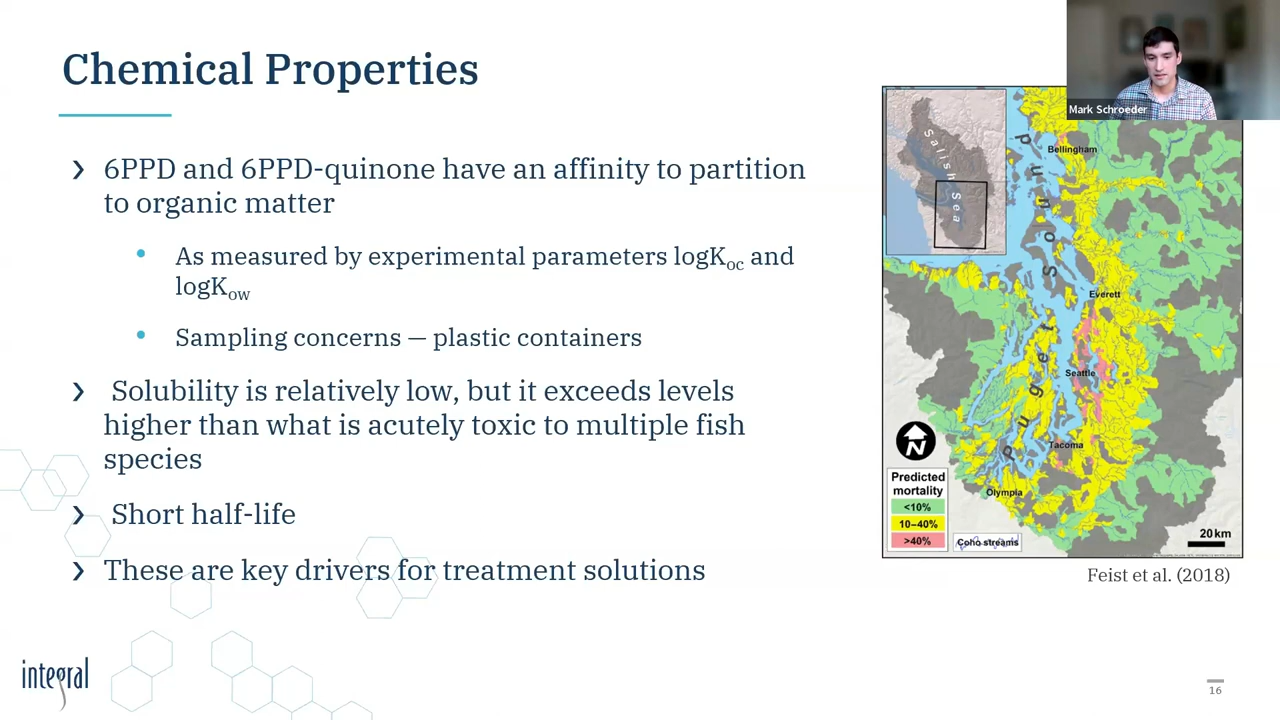 Chemical Properties
Mark Schroeder
6PPD and 6PPD-quinone have an affinity to partition
to organic matter
As measured by experimental parameters logKoc and
logKow
Sampling concerns — plastic containers
Solubility is relatively low, but it exceeds levels
higher than what is acutely toxic to multiple fish
species
Short half-life
These are key drivers for treatment solutions
Salish Sea
Puget Sound
Bellingham
Everett
Seattle
Tacoma
Olympia
N
Predicted
mortality
<10%
10–40%
>40%
Coho streams
20 km
Feist et al. (2018)
integral
16